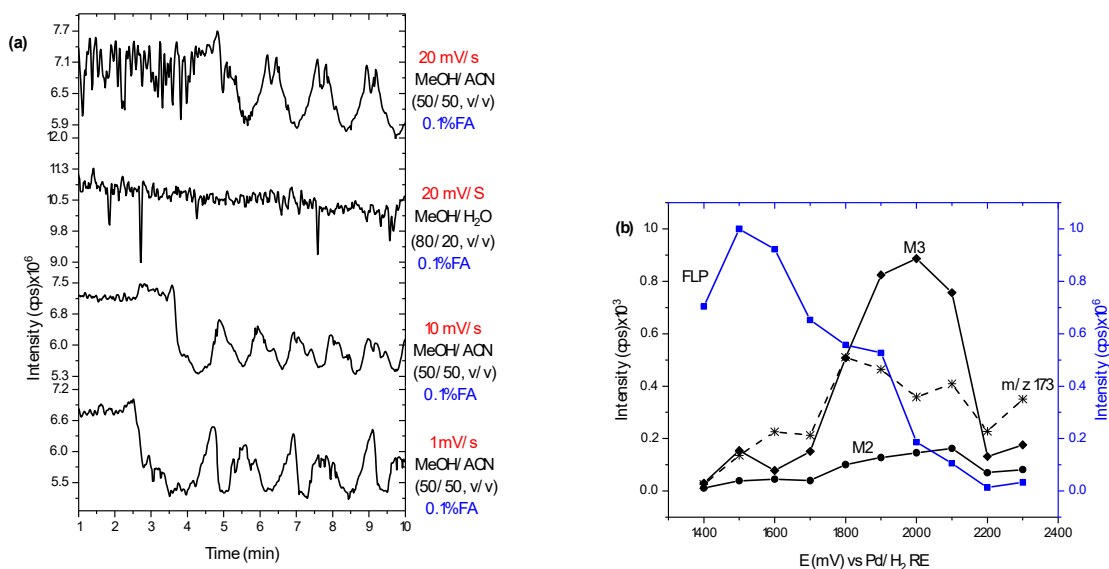 (a)
Intensity (cps)x10^6
7.7
7.1
6.5
5.9
12.0
11.3
10.5
9.8
9.0
7.5
6.8
6.0
5.3
7.2
6.6
6.0
5.5
1 2 3 4 5 6 7 8 9 10
Time (min)
20 mV/s
MeOH/ACN
(50/50, v/v)
0.1%FA
20 mV/S
MeOH/H₂O
(80/20, v/v)
0.1%FA
10 mV/s
MeOH/ACN
(50/50, v/v)
0.1%FA
1mV/s
MeOH/ACN
(50/50, v/v)
0.1%FA
(b)
Intensity (cps)x10^3
1.0
0.8
0.6
0.4
0.2
0.0
FLP
M3
m/z 173
M2
1.0
0.8
0.6
0.4
0.2
0.0
Intensity (cps)x10^6
1400 1600 1800 2000 2200 2400
E (mV) vs Pd/H₂ RE